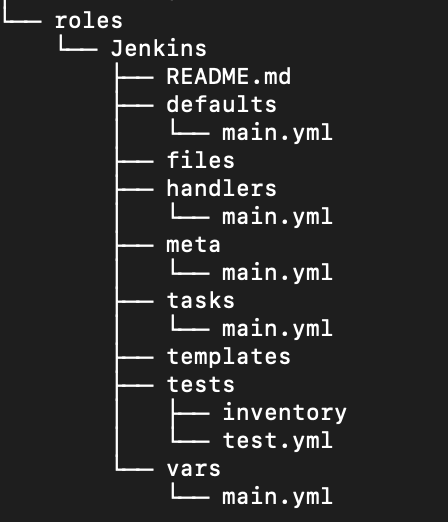 └── roles
    └── Jenkins
        ├── README.md
        ├── defaults
        │   └── main.yml
        ├── files
        ├── handlers
        │   └── main.yml
        ├── meta
        │   └── main.yml
        ├── tasks
        │   └── main.yml
        ├── templates
        ├── tests
        │   ├── inventory
        │   └── test.yml
        └── vars
            └── main.yml